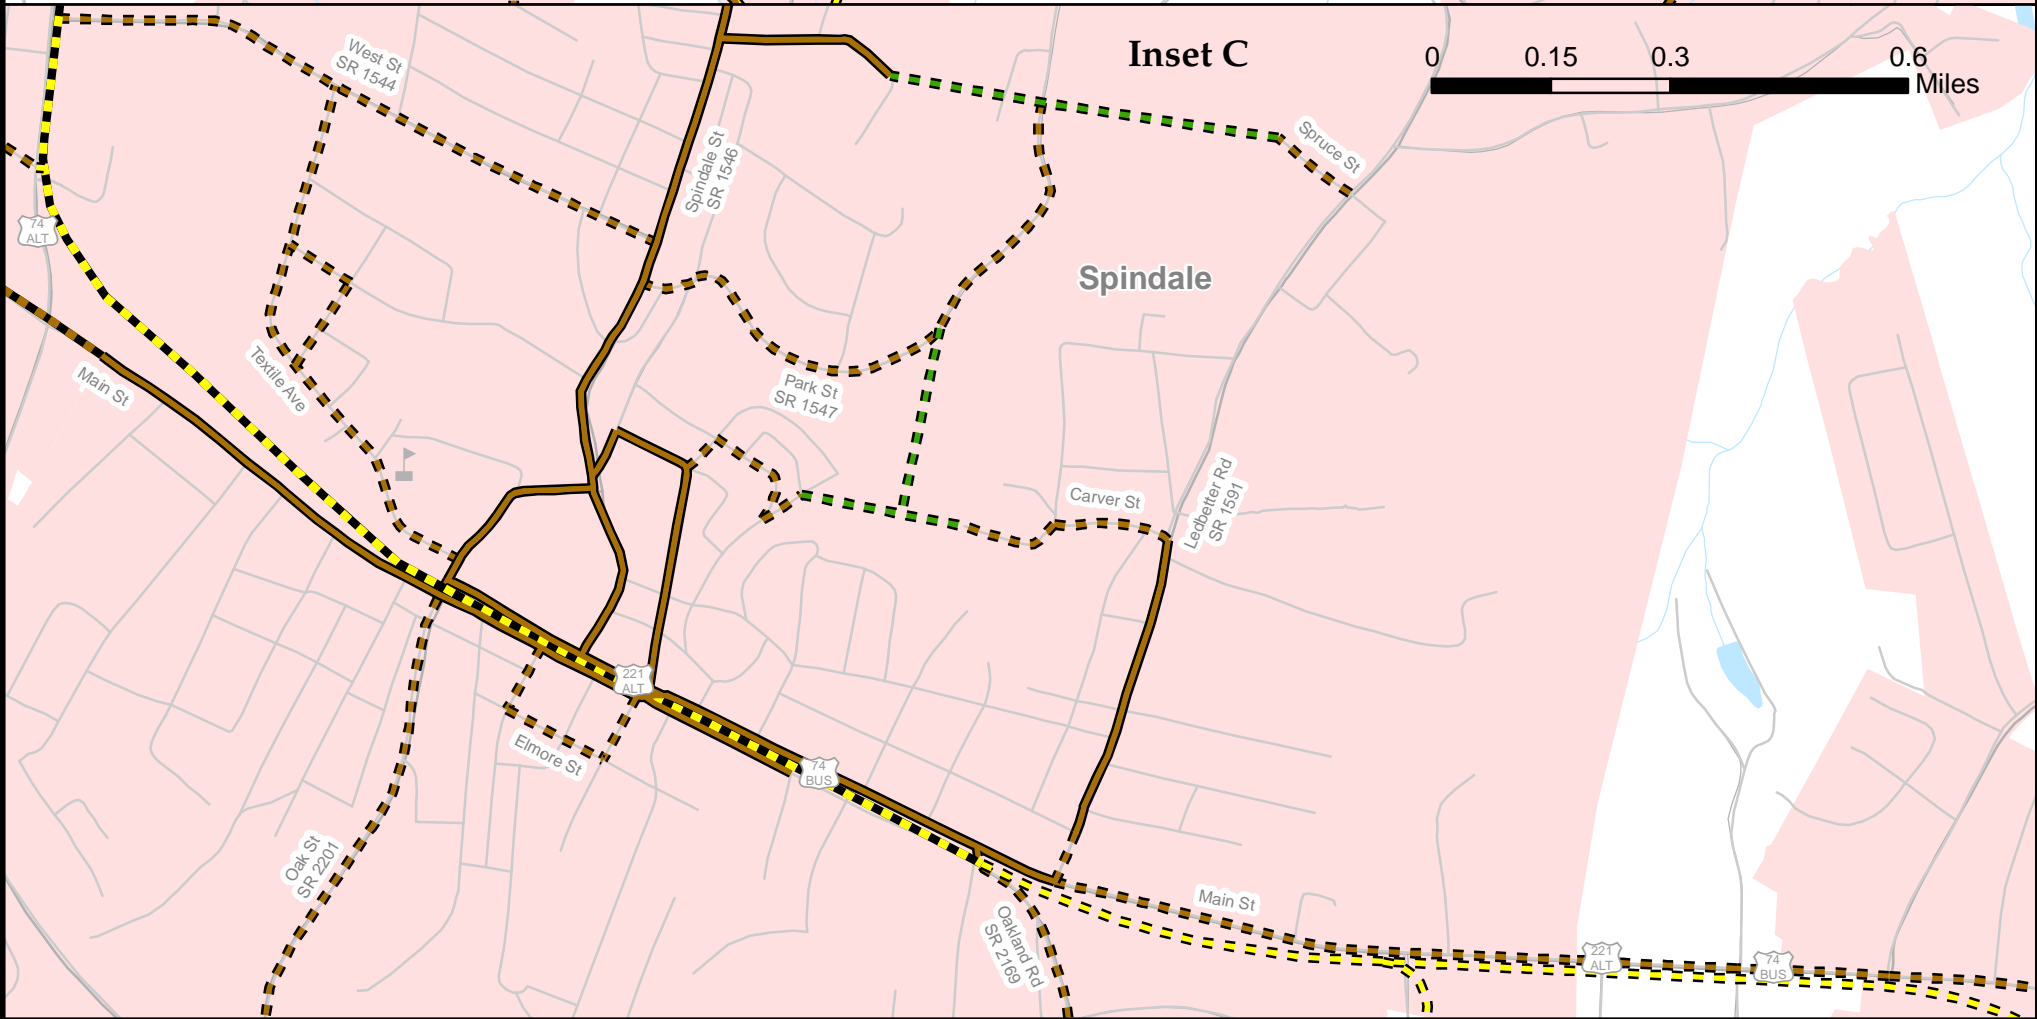 Inset C
0 0.15 0.3 0.6
Miles
West St
SR 1544
Spindale St
SR 1546
Spruce St
74
ALT
Spindale
Textile Ave
Main St
Park St
SR 1547
Carver St
Ledbetter Rd
SR 1591
221
ALT
Elmore St
74
BUS
Oak St
SR 2201
Main St
Oakland Rd
SR 2169
221
ALT
74
BUS